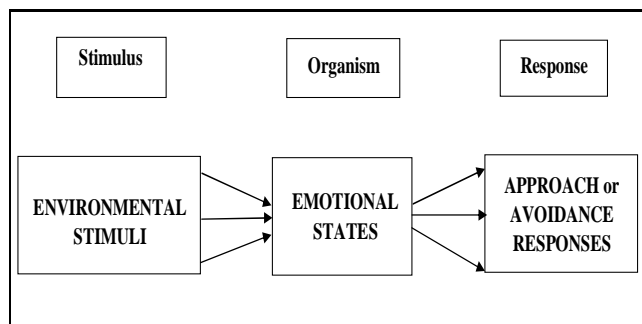 Stimulus
Organism
Response
ENVIRONMENTAL
STIMULI
EMOTIONAL
STATES
APPROACH or
AVOIDANCE
RESPONSES